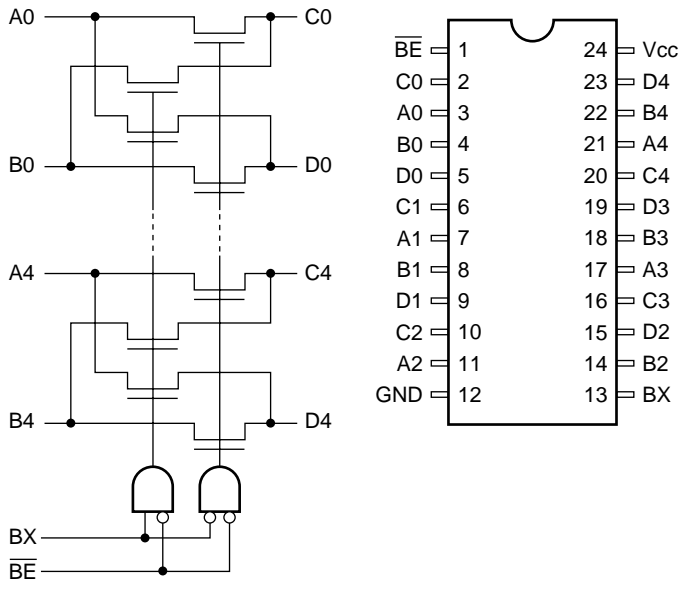 A0 C0
B0 D0
A4 C4
B4 D4
BX
B̅E̅
B̅E̅ 1 24 Vcc
C0 2 23 D4
A0 3 22 B4
B0 4 21 A4
D0 5 20 C4
C1 6 19 D3
A1 7 18 B3
B1 8 17 A3
D1 9 16 C3
C2 10 15 D2
A2 11 14 B2
GND 12 13 BX